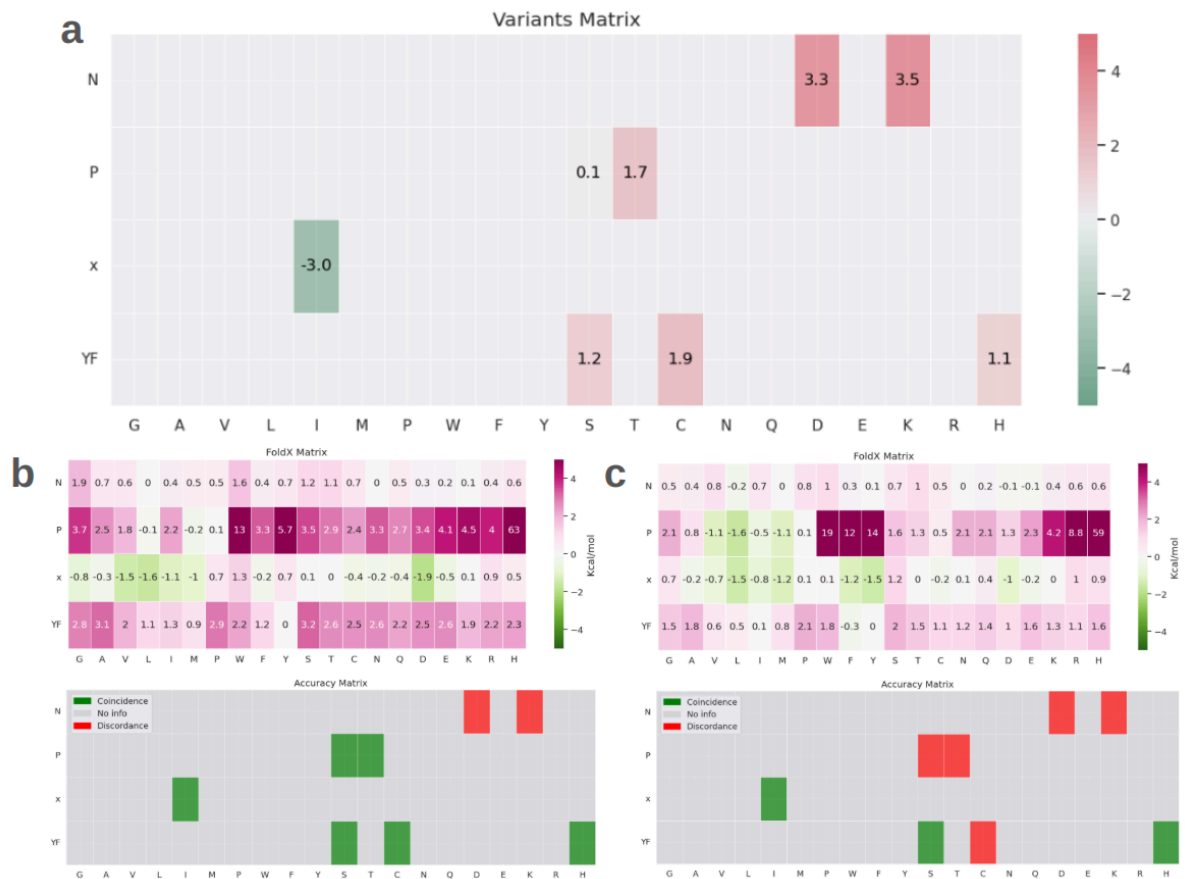 a
Variants Matrix
N 3.3 3.5
P 0.1 1.7
x -3.0
YF 1.2 1.9 1.1
G A V L I M P W F Y S T C N Q D E K R H
4
2
0
−2
−4
b
FoldX Matrix
N 1.9 0.7 0.6 0 0.4 0.5 0.5 1.6 0.4 0.7 1.2 1.1 0.7 0 0.5 0.3 0.2 0.1 0.4 0.6
P 3.7 2.5 1.8 -0.1 2.2 -0.2 0.1 13 3.3 5.7 3.5 2.9 2.4 3.3 2.7 3.4 4.1 4.5 4 63
x -0.8 -0.3 -1.5 -1.6 -1.1 -1 0.7 1.3 -0.2 0.7 0.1 0 -0.4 -0.2 -0.4 -1.9 -0.5 0.1 0.9 0.5
YF 2.8 3.1 2 1.1 1.3 0.9 2.9 2.2 1.2 0 3.2 2.6 2.5 2.6 2.2 2.5 2.6 1.9 2.2 2.3
G A V L I M P W F Y S T C N Q D E K R H
4
2
0
−2
−4
Kcal/mol
Accuracy Matrix
Coincidence
No info
Discordance
N
P
x
YF
G A V L I M P W F Y S T C N Q D E K R H
c
FoldX Matrix
N 0.5 0.4 0.8 -0.2 0.7 0 0.8 1 0.3 0.1 0.7 1 0.5 0 0.2 -0.1 -0.1 0.4 0.6 0.6
P 2.1 0.8 -1.1 -1.6 -0.5 -1.1 0.1 19 12 14 1.6 1.3 0.5 2.1 2.1 1.3 2.3 4.2 8.8 59
x 0.7 -0.2 -0.7 -1.5 -0.8 -1.2 0.1 0.1 -1.2 -1.5 1.2 0 -0.2 0.1 0.4 -1 -0.2 0 1 0.9
YF 1.5 1.8 0.6 0.5 0.1 0.8 2.1 1.8 -0.3 0 2 1.5 1.1 1.2 1.4 1 1.6 1.3 1.1 1.6
G A V L I M P W F Y S T C N Q D E K R H
4
2
0
−2
−4
Kcal/mol
Accuracy Matrix
Coincidence
No info
Discordance
N
P
x
YF
G A V L I M P W F Y S T C N Q D E K R H